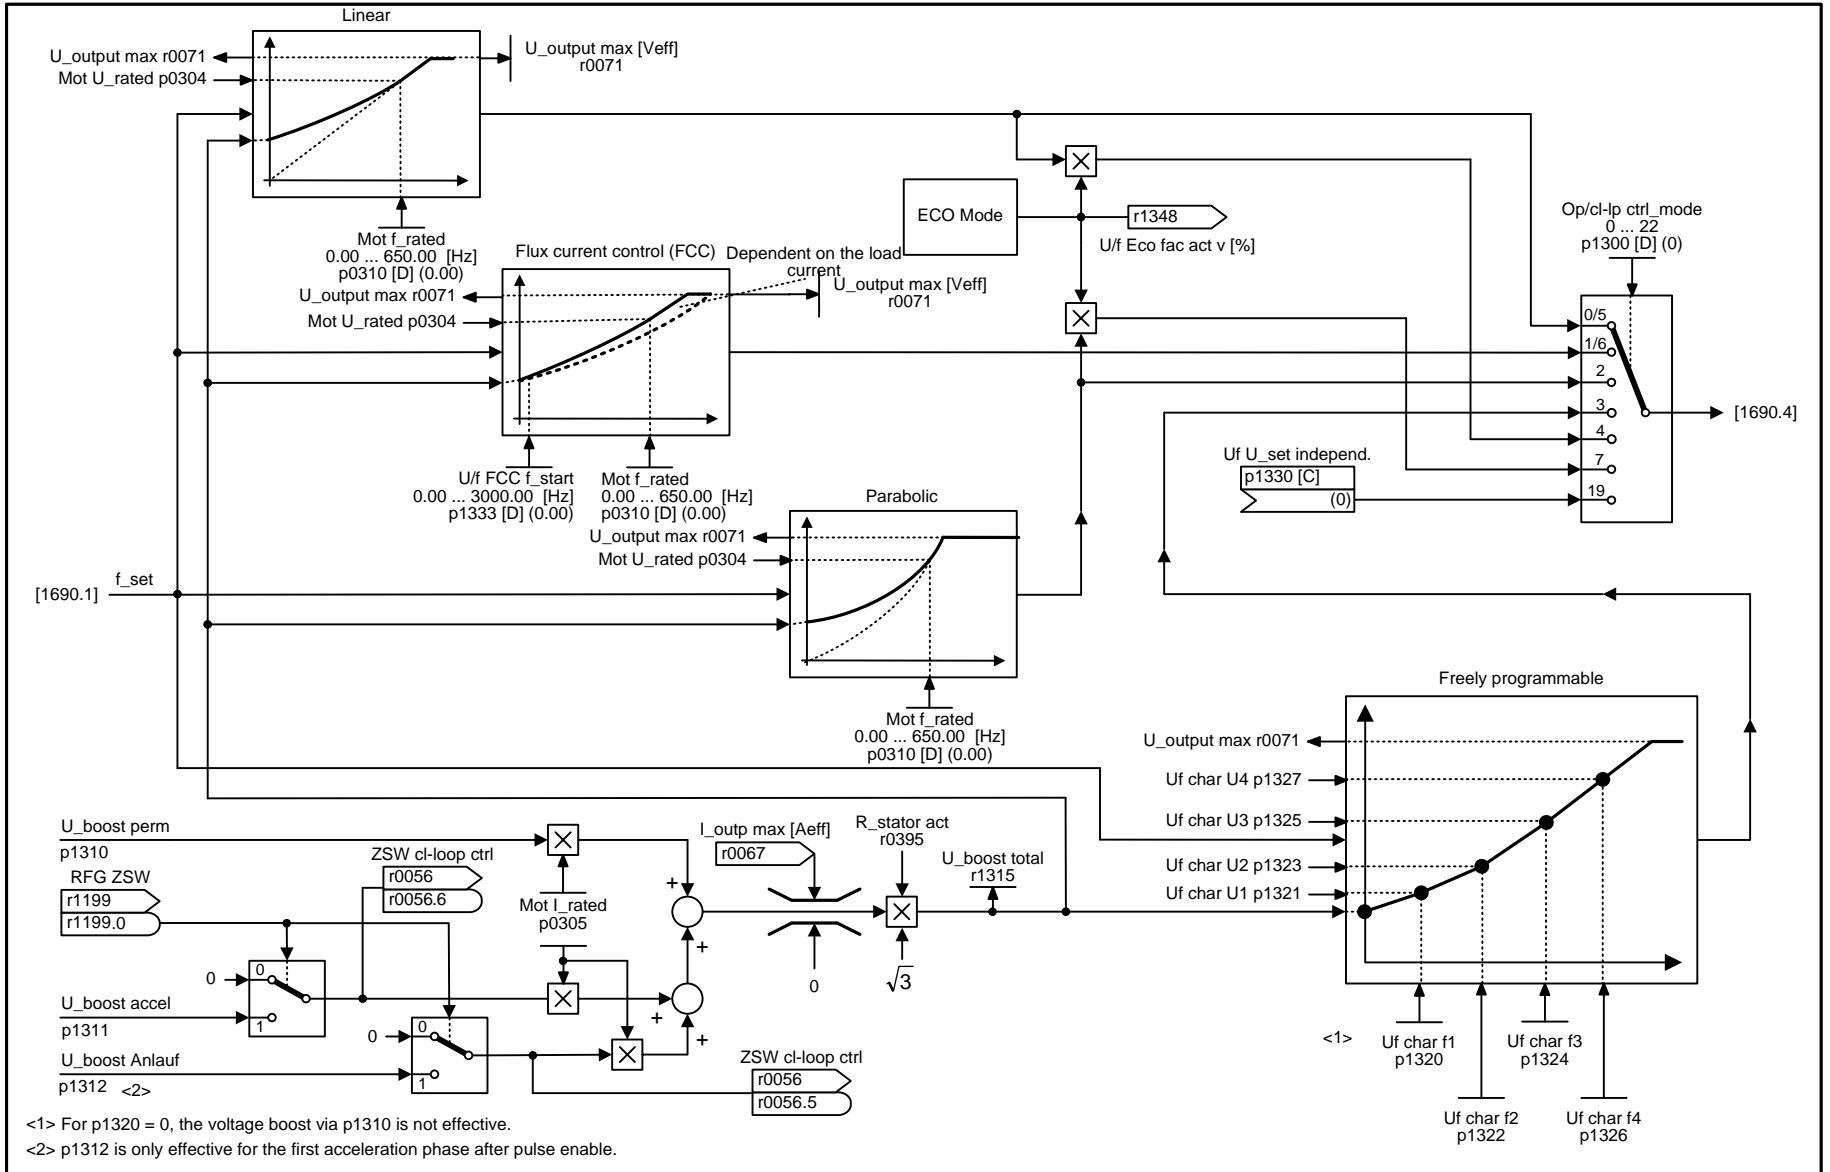 Linear
U_output max r0071
Mot U_rated p0304
U_output max [Veff]
r0071
Mot f_rated
0.00 ... 650.00 [Hz]
p0310 [D] (0.00)
Flux current control (FCC)
Dependent on the load
current
U_output max r0071
Mot U_rated p0304
U_output max [Veff]
r0071
U/f FCC f_start
0.00 ... 3000.00 [Hz]
p1333 [D] (0.00)
Mot f_rated
0.00 ... 650.00 [Hz]
p0310 [D] (0.00)
ECO Mode
r1348
U/f Eco fac act v [%]
Op/cl-lp ctrl_mode
0 ... 22
p1300 [D] (0)
0/5
1/6
2
3
4
7
19
[1690.4]
Uf U_set independ.
p1330 [C]
(0)
Parabolic
U_output max r0071
Mot U_rated p0304
Mot f_rated
0.00 ... 650.00 [Hz]
p0310 [D] (0.00)
[1690.1]
f_set
Freely programmable
U_output max r0071
Uf char U4 p1327
Uf char U3 p1325
Uf char U2 p1323
Uf char U1 p1321
<1>
Uf char f1
p1320
Uf char f3
p1324
Uf char f2
p1322
Uf char f4
p1326
U_boost perm
p1310
RFG ZSW
r1199
r1199.0
ZSW cl-loop ctrl
r0056
r0056.6
Mot I_rated
p0305
I_outp max [Aeff]
r0067
R_stator act
r0395
U_boost total
r1315
+
+
+
+
0
√3
0
0
1
U_boost accel
p1311
0
0
1
U_boost Anlauf
p1312 <2>
ZSW cl-loop ctrl
r0056
r0056.5
<1> For p1320 = 0, the voltage boost via p1310 is not effective.
<2> p1312 is only effective for the first acceleration phase after pulse enable.